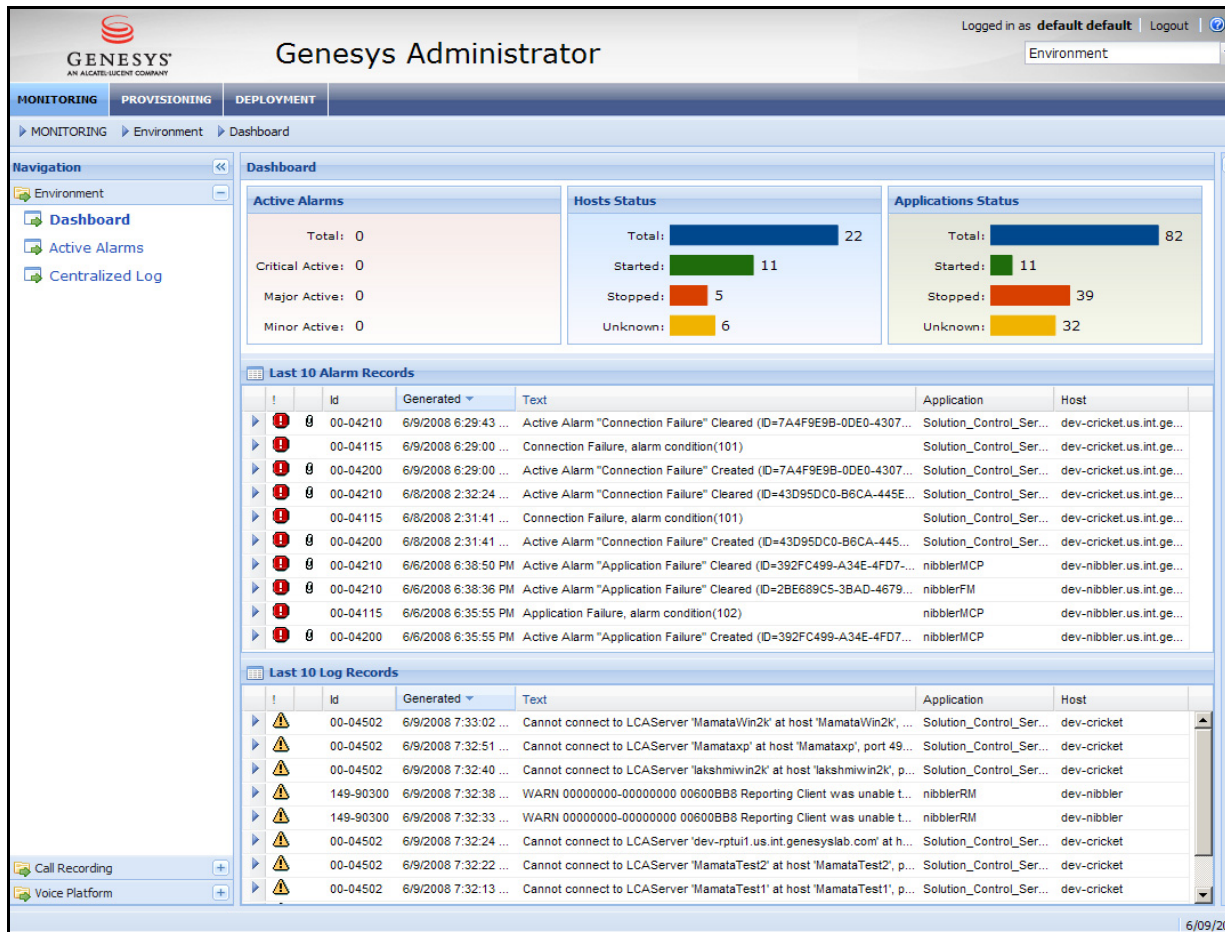 GENESYS
AN ALCATEL-LUCENT COMPANY
Genesys Administrator
Logged in as default default Logout
Environment
MONITORING PROVISIONING DEPLOYMENT
MONITORING Environment Dashboard
Navigation
Environment
Dashboard
Active Alarms
Centralized Log
Call Recording
Voice Platform
Dashboard
Active Alarms
Total: 0
Critical Active: 0
Major Active: 0
Minor Active: 0
Hosts Status
Total: 22
Started: 11
Stopped: 5
Unknown: 6
Applications Status
Total: 82
Started: 11
Stopped: 39
Unknown: 32
Last 10 Alarm Records
! Id Generated Text Application Host
00-04210 6/9/2008 6:29:43 ... Active Alarm "Connection Failure" Cleared (ID=7A4F9E9B-0DE0-4307... Solution_Control_Ser... dev-cricket.us.int.ge...
00-04115 6/9/2008 6:29:00 ... Connection Failure, alarm condition(101) Solution_Control_Ser... dev-cricket.us.int.ge...
00-04200 6/9/2008 6:29:00 ... Active Alarm "Connection Failure" Created (ID=7A4F9E9B-0DE0-4307... Solution_Control_Ser... dev-cricket.us.int.ge...
00-04210 6/8/2008 2:32:24 ... Active Alarm "Connection Failure" Cleared (ID=43D95DC0-B6CA-445E... Solution_Control_Ser... dev-cricket.us.int.ge...
00-04115 6/8/2008 2:31:41 ... Connection Failure, alarm condition(101) Solution_Control_Ser... dev-cricket.us.int.ge...
00-04200 6/8/2008 2:31:41 ... Active Alarm "Connection Failure" Created (ID=43D95DC0-B6CA-445... Solution_Control_Ser... dev-cricket.us.int.ge...
00-04210 6/6/2008 6:38:50 PM Active Alarm "Application Failure" Cleared (ID=392FC499-A34E-4FD7-... nibblerMCP dev-nibbler.us.int.ge...
00-04210 6/6/2008 6:38:36 PM Active Alarm "Application Failure" Cleared (ID=2BE689C5-3BAD-4679... nibblerFM dev-nibbler.us.int.ge...
00-04115 6/6/2008 6:35:55 PM Application Failure, alarm condition(102) nibblerMCP dev-nibbler.us.int.ge...
00-04200 6/6/2008 6:35:55 PM Active Alarm "Application Failure" Created (ID=392FC499-A34E-4FD7... nibblerMCP dev-nibbler.us.int.ge...
Last 10 Log Records
! Id Generated Text Application Host
00-04502 6/9/2008 7:33:02 ... Cannot connect to LCAServer 'MamataWin2k' at host 'MamataWin2k', ... Solution_Control_Ser... dev-cricket
00-04502 6/9/2008 7:32:51 ... Cannot connect to LCAServer 'Mamataxp' at host 'Mamataxp', port 49... Solution_Control_Ser... dev-cricket
00-04502 6/9/2008 7:32:40 ... Cannot connect to LCAServer 'lakshmiwin2k' at host 'lakshmiwin2k', p... Solution_Control_Ser... dev-cricket
149-90300 6/9/2008 7:32:38 ... WARN 00000000-00000000 00600BB8 Reporting Client was unable t... nibblerRM dev-nibbler
149-90300 6/9/2008 7:32:33 ... WARN 00000000-00000000 00600BB8 Reporting Client was unable t... nibblerRM dev-nibbler
00-04502 6/9/2008 7:32:24 ... Cannot connect to LCAServer 'dev-rptui1.us.int.genesyslab.com' at h... Solution_Control_Ser... dev-cricket
00-04502 6/9/2008 7:32:22 ... Cannot connect to LCAServer 'MamataTest2' at host 'MamataTest2', p... Solution_Control_Ser... dev-cricket
00-04502 6/9/2008 7:32:13 ... Cannot connect to LCAServer 'MamataTest1' at host 'MamataTest1', p... Solution_Control_Ser... dev-cricket